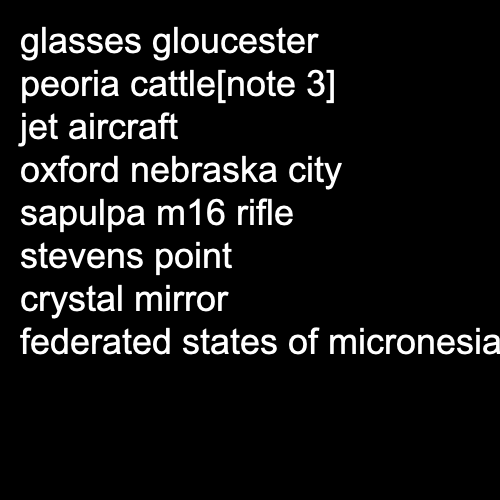 glasses gloucester
peoria cattle[note 3]
jet aircraft
oxford nebraska city
sapulpa m16 rifle
stevens point
crystal mirror
federated states of micronesia